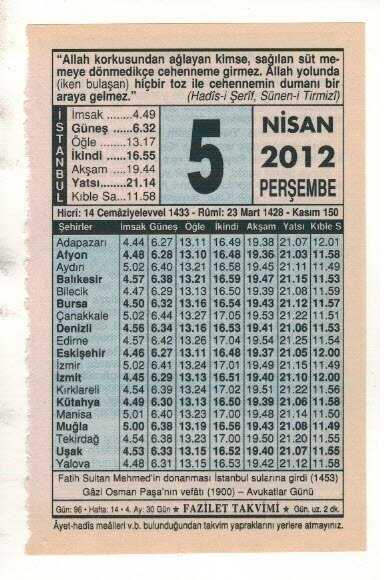 “Allah korkusundan ağlayan kimse, sağılan süt me-
meye dönmedikçe cehenneme girmez. Allah yolunda
(iken bulaşan) hiçbir toz ile cehennemin dumanı bir
araya gelmez.” (Hadîs-i Şerîf, Sünen-i Tirmizî)
İSTANBUL
İmsak ....... 4.49
Güneş ...... 6.32
Öğle ........ 13.17
İkindi ...... 16.55
Akşam .... 19.44
Yatsı....... 21.14
Kıble Sa... 11.58
5
NİSAN
2012
PERŞEMBE
Hicrî: 14 Cemâziyelevvel 1433 - Rûmî: 23 Mart 1428 - Kasım 150
Şehirler İmsak Güneş Öğle İkindi Akşam Yatsı Kıble S
Adapazarı 4.44 6.27 13.11 16.49 19.38 21.07 12.01
Afyon 4.48 6.28 13.10 16.48 19.36 21.03 11.58
Aydın 5.02 6.40 13.21 16.58 19.45 21.11 11.49
Balıkesir 4.57 6.38 13.21 16.59 19.47 21.15 11.53
Bilecik 4.47 6.29 13.13 16.50 19.39 21.08 11.59
Bursa 4.50 6.32 13.16 16.54 19.43 21.12 11.57
Çanakkale 5.02 6.44 13.27 17.05 19.53 21.22 11.51
Denizli 4.56 6.34 13.16 16.53 19.41 21.06 11.53
Edirne 4.57 6.42 13.26 17.04 19.54 21.25 11.54
Eskişehir 4.46 6.27 13.11 16.48 19.37 21.05 12.00
İzmir 5.02 6.41 13.24 17.01 19.49 21.15 11.49
İzmit 4.45 6.29 13.13 16.51 19.40 21.10 12.00
Kırklareli 4.54 6.39 13.24 17.02 19.51 21.22 11.56
Kütahya 4.49 6.30 13.13 16.50 19.39 21.06 11.58
Manisa 5.01 6.40 13.23 17.00 19.48 21.14 11.50
Muğla 5.00 6.38 13.19 16.56 19.43 21.08 11.49
Tekirdağ 4.54 6.38 13.22 17.00 19.50 21.20 11.55
Uşak 4.53 6.33 13.15 16.52 19.40 21.07 11.55
Yalova 4.48 6.31 13.15 16.53 19.42 21.12 11.58
Fatih Sultan Mehmed’in donanması İstanbul sularına girdi (1453)
Gâzi Osman Paşa’nın vefâtı (1900) – Avukatlar Günü
Gün: 96 • Hafta: 14 • 4. Ay: 30 Gün ★ FAZİLET TAKVİMİ ★ Gün. uz. 2 dk.
Âyet-hadîs meâlleri v.b. bulunduğundan takvim yapraklarını yerlere atmayınız.